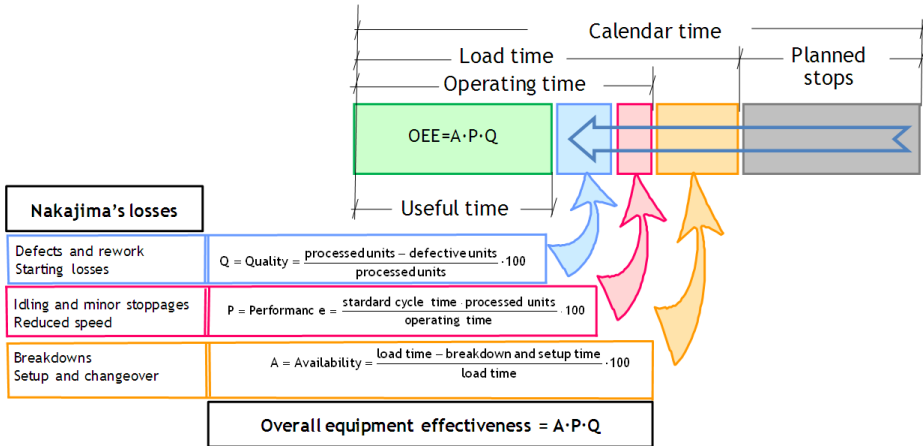 Calendar time
Load time
Planned
stops
Operating time
OEE=A·P·Q
Useful time
Nakajima's losses
Defects and rework
Starting losses
Q = Quality = processed units − defective units / processed units · 100
Idling and minor stoppages
Reduced speed
P = Performanc e = stardard cycle time · processed units / operating time · 100
Breakdowns
Setup and changeover
A = Availability = load time − breakdown and setup time / load time · 100
Overall equipment effectiveness = A·P·Q